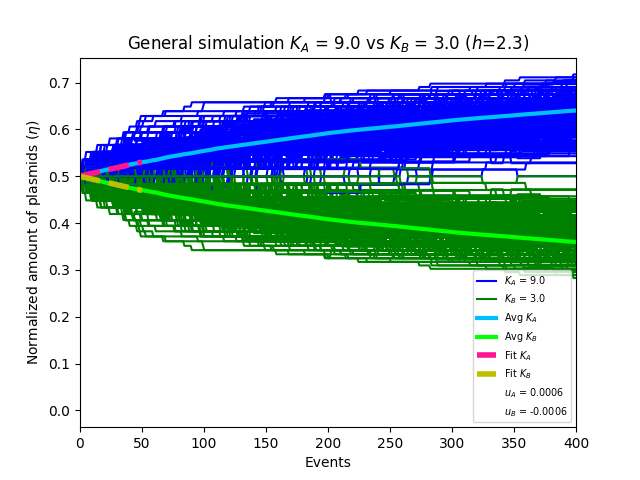 General simulation K_A = 9.0 vs K_B = 3.0 (h=2.3)
Normalized amount of plasmids (η)
0.7
0.6
0.5
0.4
0.3
0.2
0.1
0.0
K_A = 9.0
K_B = 3.0
Avg K_A
Avg K_B
Fit K_A
Fit K_B
u_A = 0.0006
u_B = -0.0006
0 50 100 150 200 250 300 350 400
Events